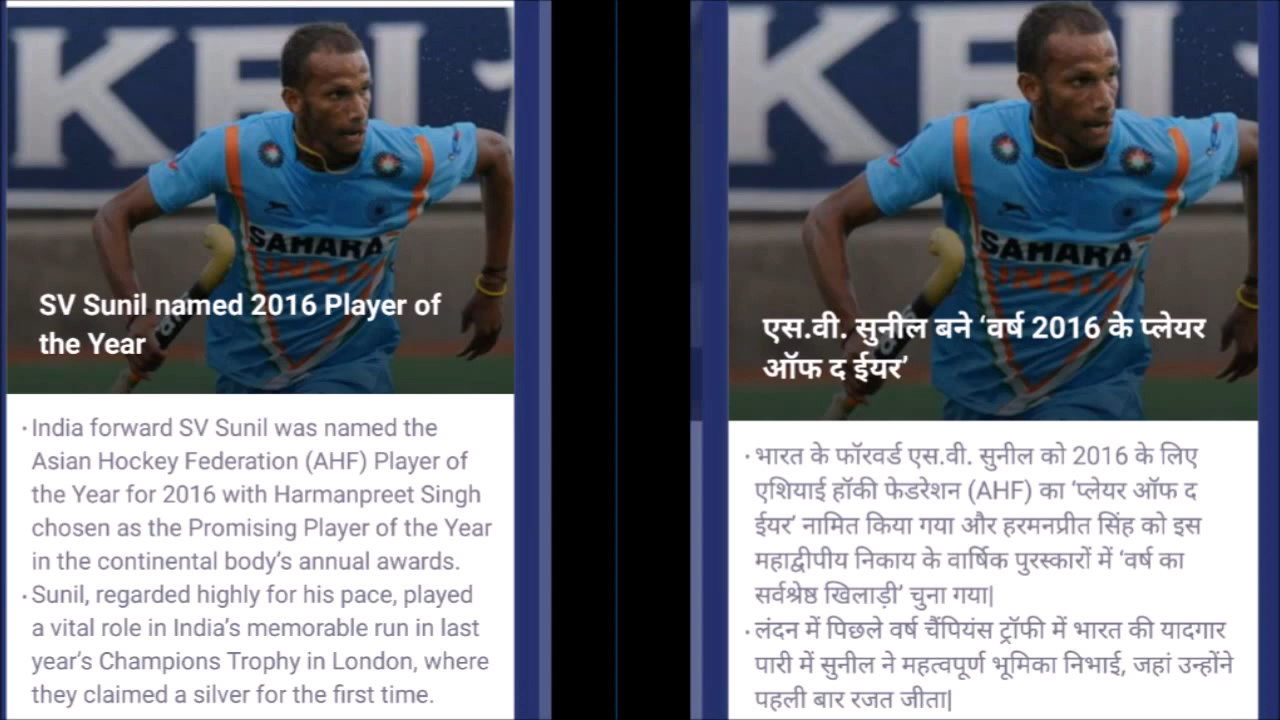 KEI
SAHARA
INDIA
SV Sunil named 2016 Player of
the Year
· India forward SV Sunil was named the
Asian Hockey Federation (AHF) Player of
the Year for 2016 with Harmanpreet Singh
chosen as the Promising Player of the Year
in the continental body’s annual awards.
· Sunil, regarded highly for his pace, played
a vital role in India’s memorable run in last
year’s Champions Trophy in London, where
they claimed a silver for the first time.
KEI
SAHARA
INDIA
एस.वी. सुनील बने ‘वर्ष 2016 के प्लेयर
ऑफ द ईयर’
· भारत के फॉरवर्ड एस.वी. सुनील को 2016 के लिए
एशियाई हॉकी फेडरेशन (AHF) का ‘प्लेयर ऑफ द
ईयर’ नामित किया गया और हरमनप्रीत सिंह को इस
महाद्वीपीय निकाय के वार्षिक पुरस्कारों में ‘वर्ष का
सर्वश्रेष्ठ खिलाड़ी’ चुना गया|
· लंदन में पिछले वर्ष चैंपियंस ट्रॉफी में भारत की यादगार
पारी में सुनील ने महत्वपूर्ण भूमिका निभाई, जहां उन्होंने
पहली बार रजत जीता|